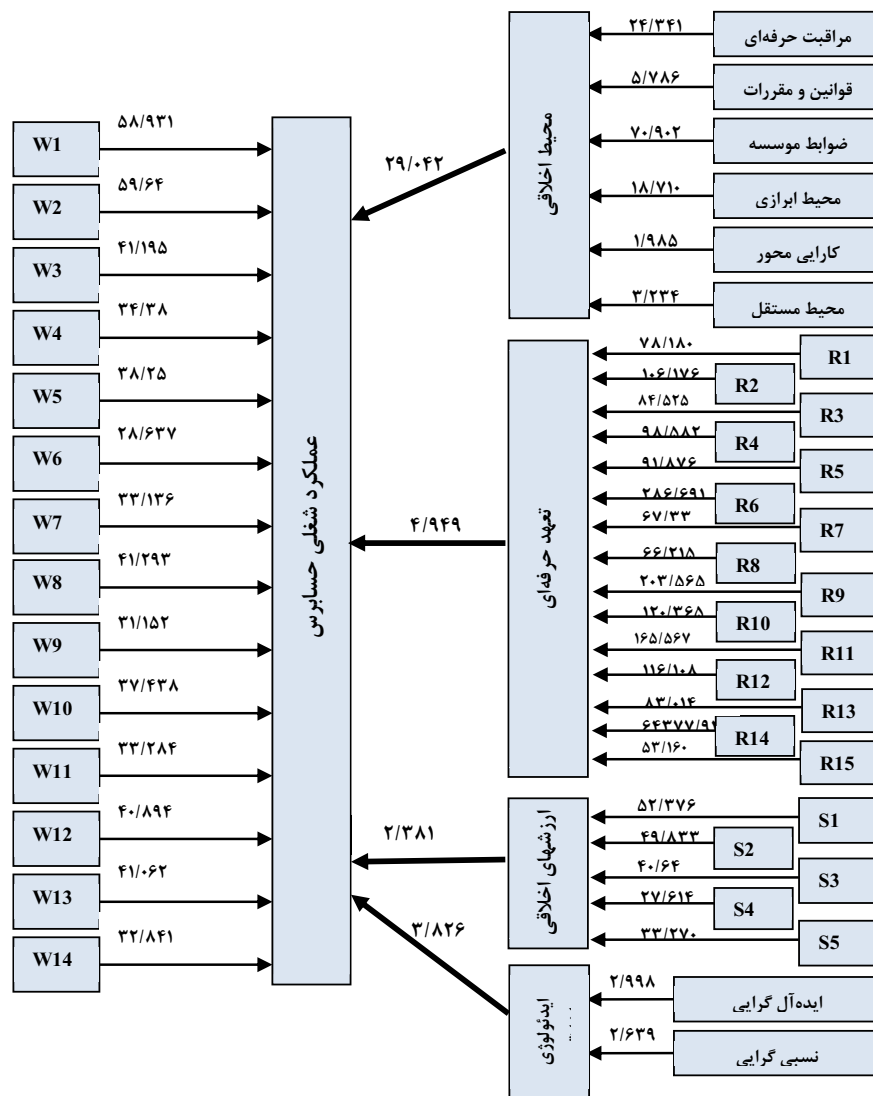 مراقبت حرفه‌ای
۲۴/۳۴۱
قوانین و مقررات
۵/۷۸۶
ضوابط موسسه
۷۰/۹۰۲
محیط ابرازی
۱۸/۷۱۰
کارایی محور
۱/۹۸۵
محیط مستقل
۳/۲۳۴
محیط اخلاقی
۲۹/۰۴۲
R1
۷۸/۱۸۰
R2
۱۰۶/۱۷۶
R3
۸۴/۵۲۵
R4
۹۸/۵۸۲
R5
۹۱/۸۷۶
R6
۲۸۶/۶۹۱
R7
۶۷/۳۳
R8
۶۶/۲۱۵
R9
۲۰۳/۵۶۵
R10
۱۲۰/۳۶۵
R11
۱۶۵/۵۶۷
R12
۱۱۶/۱۰۸
R13
۸۳/۰۱۴
R14
R15
۵۳/۱۶۰
تعهد حرفه‌ای
۴/۹۴۹
S1
۵۲/۳۷۶
S2
۴۹/۸۳۳
S3
۴۰/۶۴
S4
۲۷/۶۱۴
S5
۳۳/۲۷۰
ارزشهای اخلاقی
۲/۳۸۱
ایده‌آل گرایی
۲/۹۹۸
نسبی گرایی
۲/۶۳۹
ایدئولوژی
۳/۸۲۶
عملکرد شغلی حسابرس
W1
۵۸/۹۳۱
W2
۵۹/۶۴
W3
۴۱/۱۹۵
W4
۳۴/۳۸
W5
۳۸/۲۵
W6
۲۸/۶۳۷
W7
۳۳/۱۳۶
W8
۴۱/۲۹۳
W9
۳۱/۱۵۲
W10
۳۷/۴۳۸
W11
۳۳/۲۸۴
W12
۴۰/۸۹۴
W13
۴۱/۰۶۲
W14
۳۲/۸۴۱